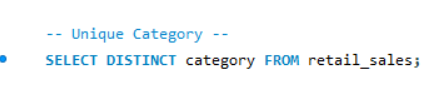 -- Unique Category --
SELECT DISTINCT category FROM retail_sales;